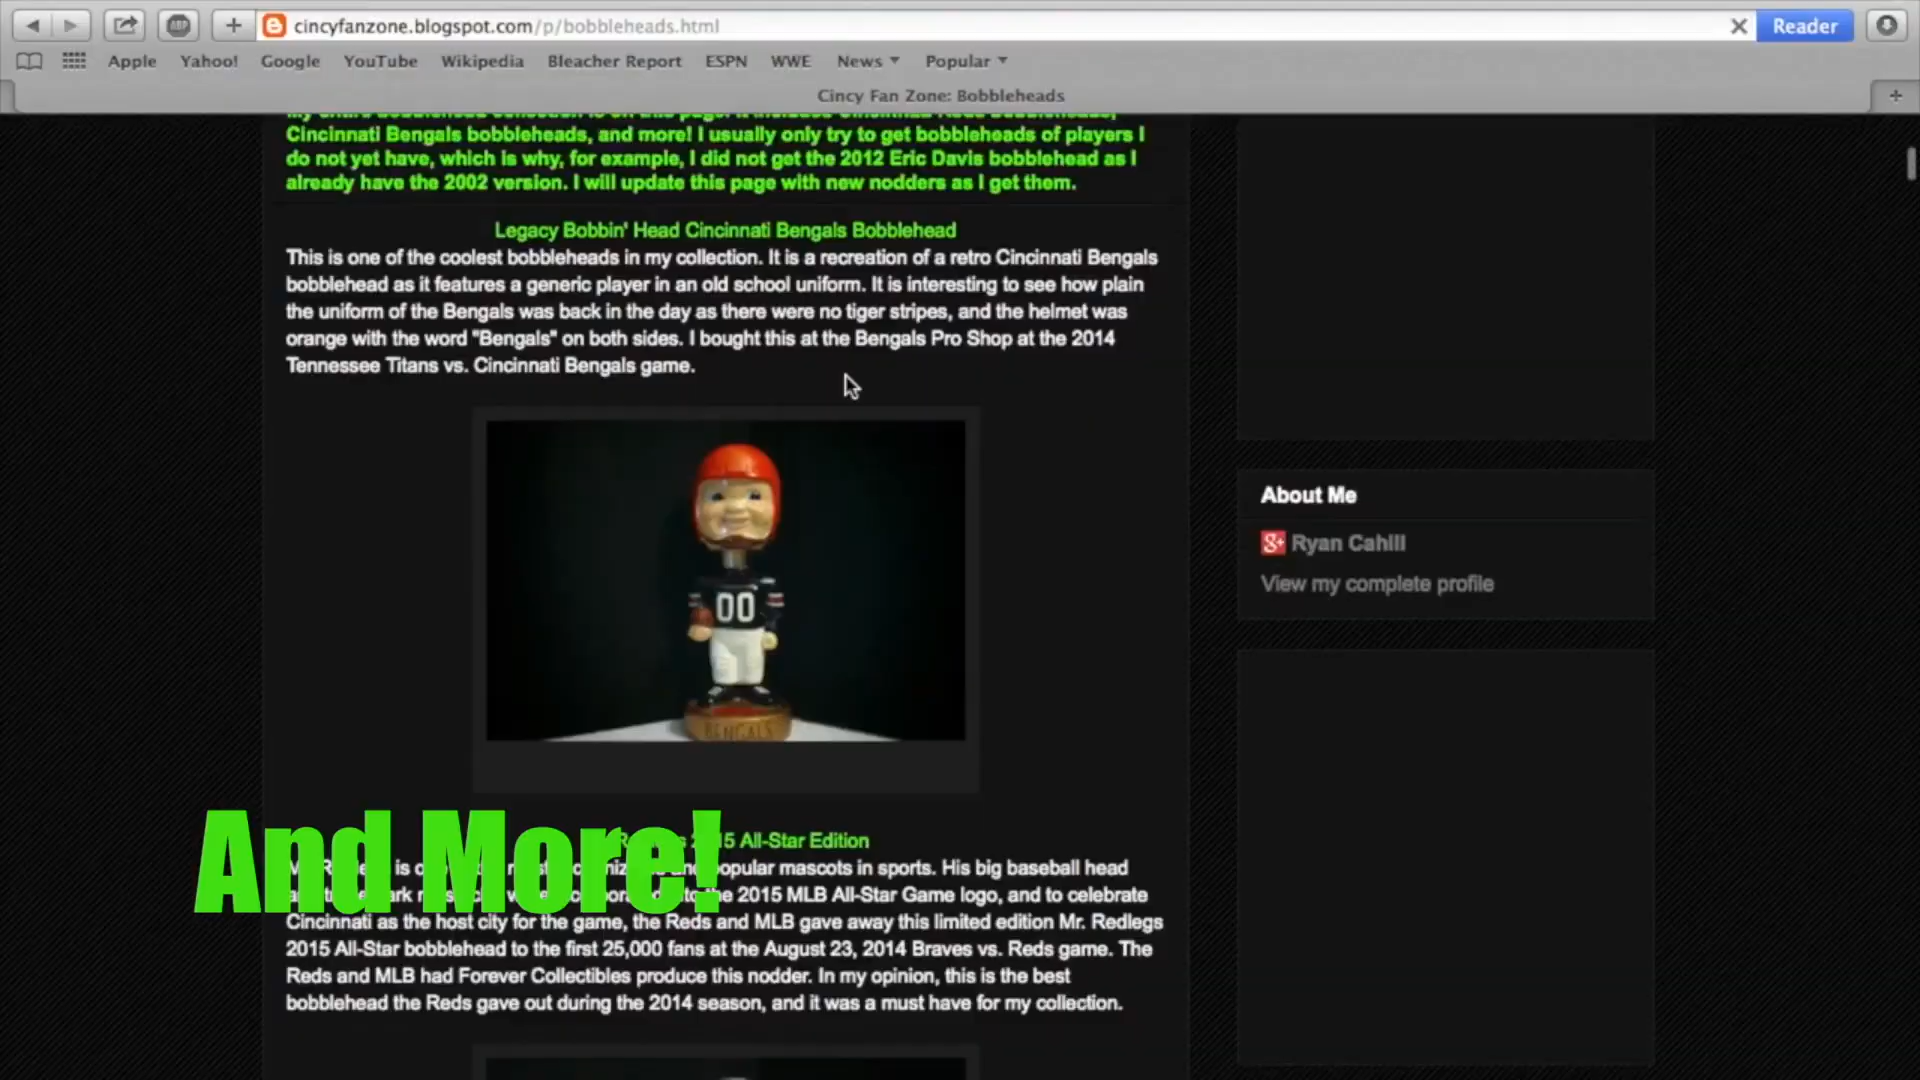 cincyfanzone.blogspot.com/p/bobbleheads.html
Reader
Apple Yahoo! Google YouTube Wikipedia Bleacher Report ESPN WWE News Popular
Cincy Fan Zone: Bobbleheads
Cincinnati Bengals bobbleheads, and more! I usually only try to get bobbleheads of players I
do not yet have, which is why, for example, I did not get the 2012 Eric Davis bobblehead as I
already have the 2002 version. I will update this page with new nodders as I get them.
Legacy Bobbin' Head Cincinnati Bengals Bobblehead
This is one of the coolest bobbleheads in my collection. It is a recreation of a retro Cincinnati Bengals
bobblehead as it features a generic player in an old school uniform. It is interesting to see how plain
the uniform of the Bengals was back in the day as there were no tiger stripes, and the helmet was
orange with the word "Bengals" on both sides. I bought this at the Bengals Pro Shop at the 2014
Tennessee Titans vs. Cincinnati Bengals game.
00
BENGALS
About Me
Ryan Cahill
View my complete profile
And More!
All-Star Edition
popular mascots in sports. His big baseball head
the 2015 MLB All-Star Game logo, and to celebrate
Cincinnati as the host city for the game, the Reds and MLB gave away this limited edition Mr. Redlegs
2015 All-Star bobblehead to the first 25,000 fans at the August 23, 2014 Braves vs. Reds game. The
Reds and MLB had Forever Collectibles produce this nodder. In my opinion, this is the best
bobblehead the Reds gave out during the 2014 season, and it was a must have for my collection.